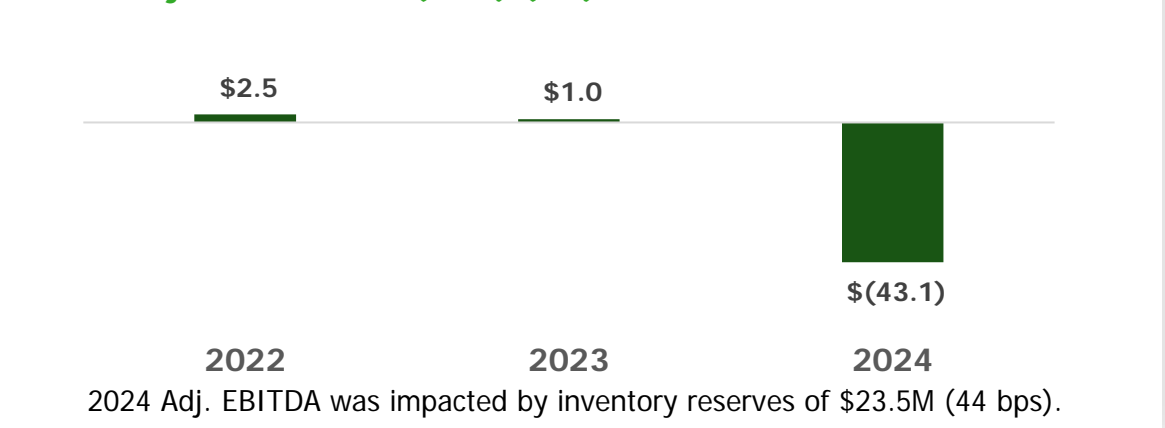 $2.5
$1.0
$(43.1)
2022 2023 2024
2024 Adj. EBITDA was impacted by inventory reserves of $23.5M (44 bps).